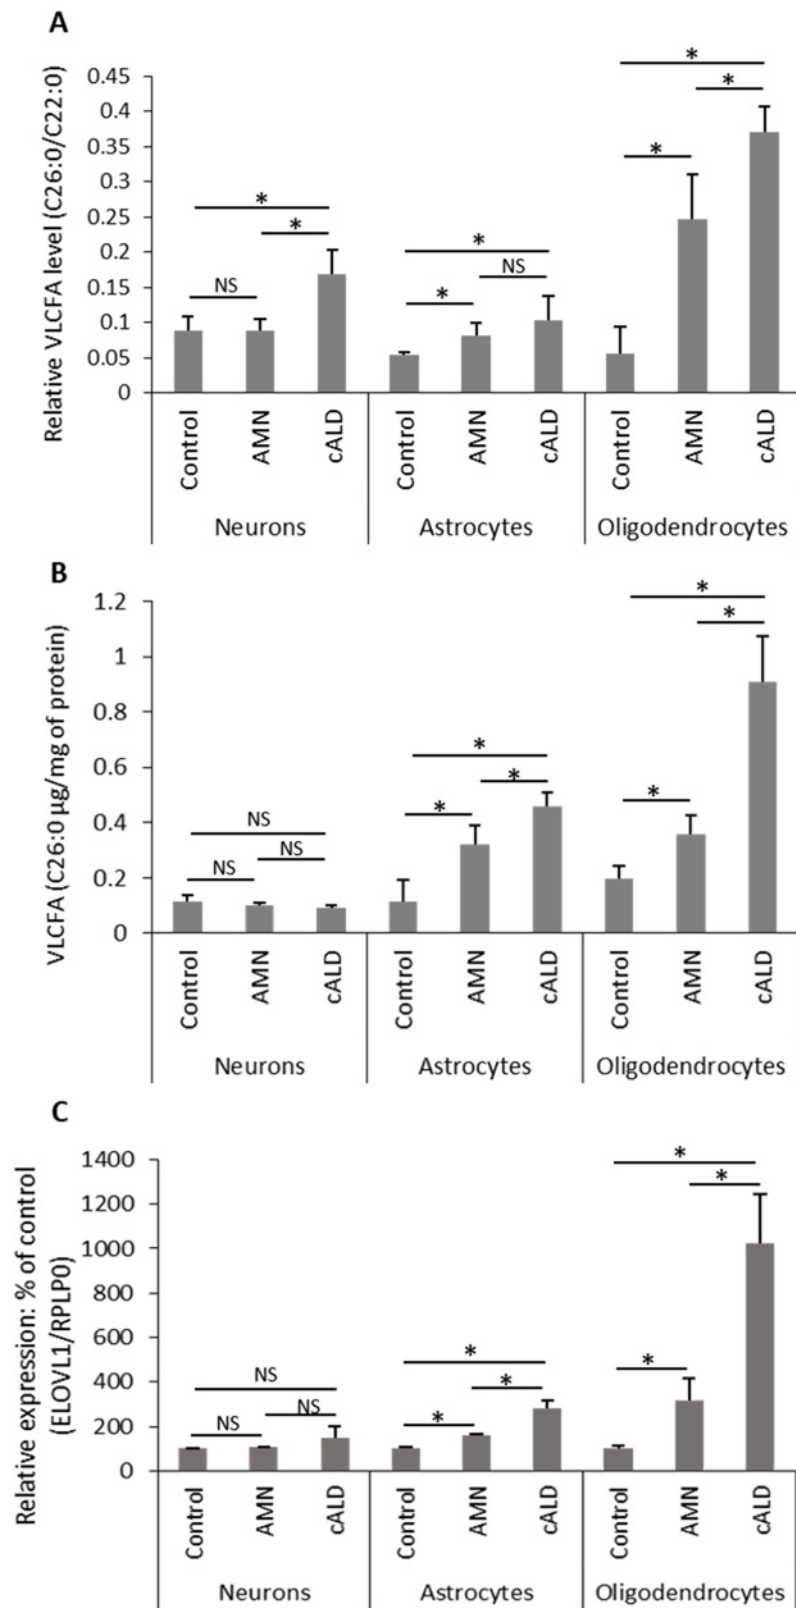 A
Relative VLCFA level (C26:0/C22:0)
0.45
0.4
0.35
0.3
0.25
0.2
0.15
0.1
0.05
0
NS
*
*
*
NS
*
*
*
*
Control
AMN
cALD
Control
AMN
cALD
Control
AMN
cALD
Neurons
Astrocytes
Oligodendrocytes
B
VLCFA (C26:0 µg/mg of protein)
1.2
1
0.8
0.6
0.4
0.2
0
NS
NS
NS
*
*
*
*
*
*
Control
AMN
cALD
Control
AMN
cALD
Control
AMN
cALD
Neurons
Astrocytes
Oligodendrocytes
C
Relative expression: % of control
(ELOVL1/RPLP0)
1400
1200
1000
800
600
400
200
0
NS
NS
NS
*
*
*
*
*
*
Control
AMN
cALD
Control
AMN
cALD
Control
AMN
cALD
Neurons
Astrocytes
Oligodendrocytes